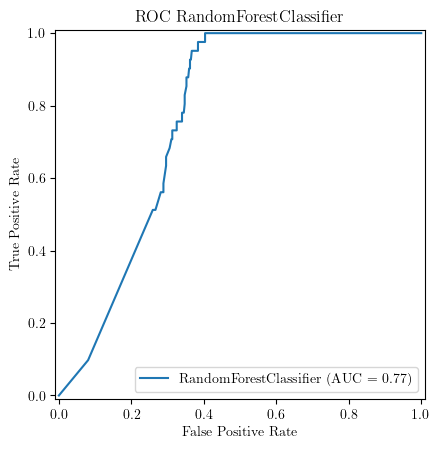 ROC RandomForestClassifier
1.0
0.8
0.6
0.4
0.2
0.0
True Positive Rate
RandomForestClassifier (AUC = 0.77)
0.0 0.2 0.4 0.6 0.8 1.0
False Positive Rate